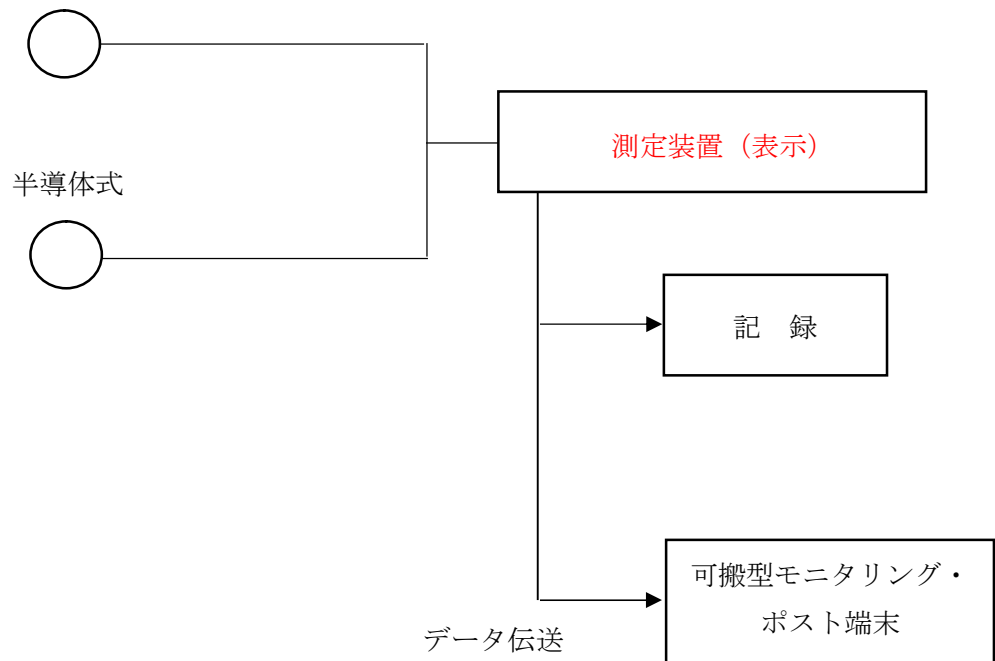 測定装置（表示）
半導体式
記　録
可搬型モニタリング・
ポスト端末
データ伝送